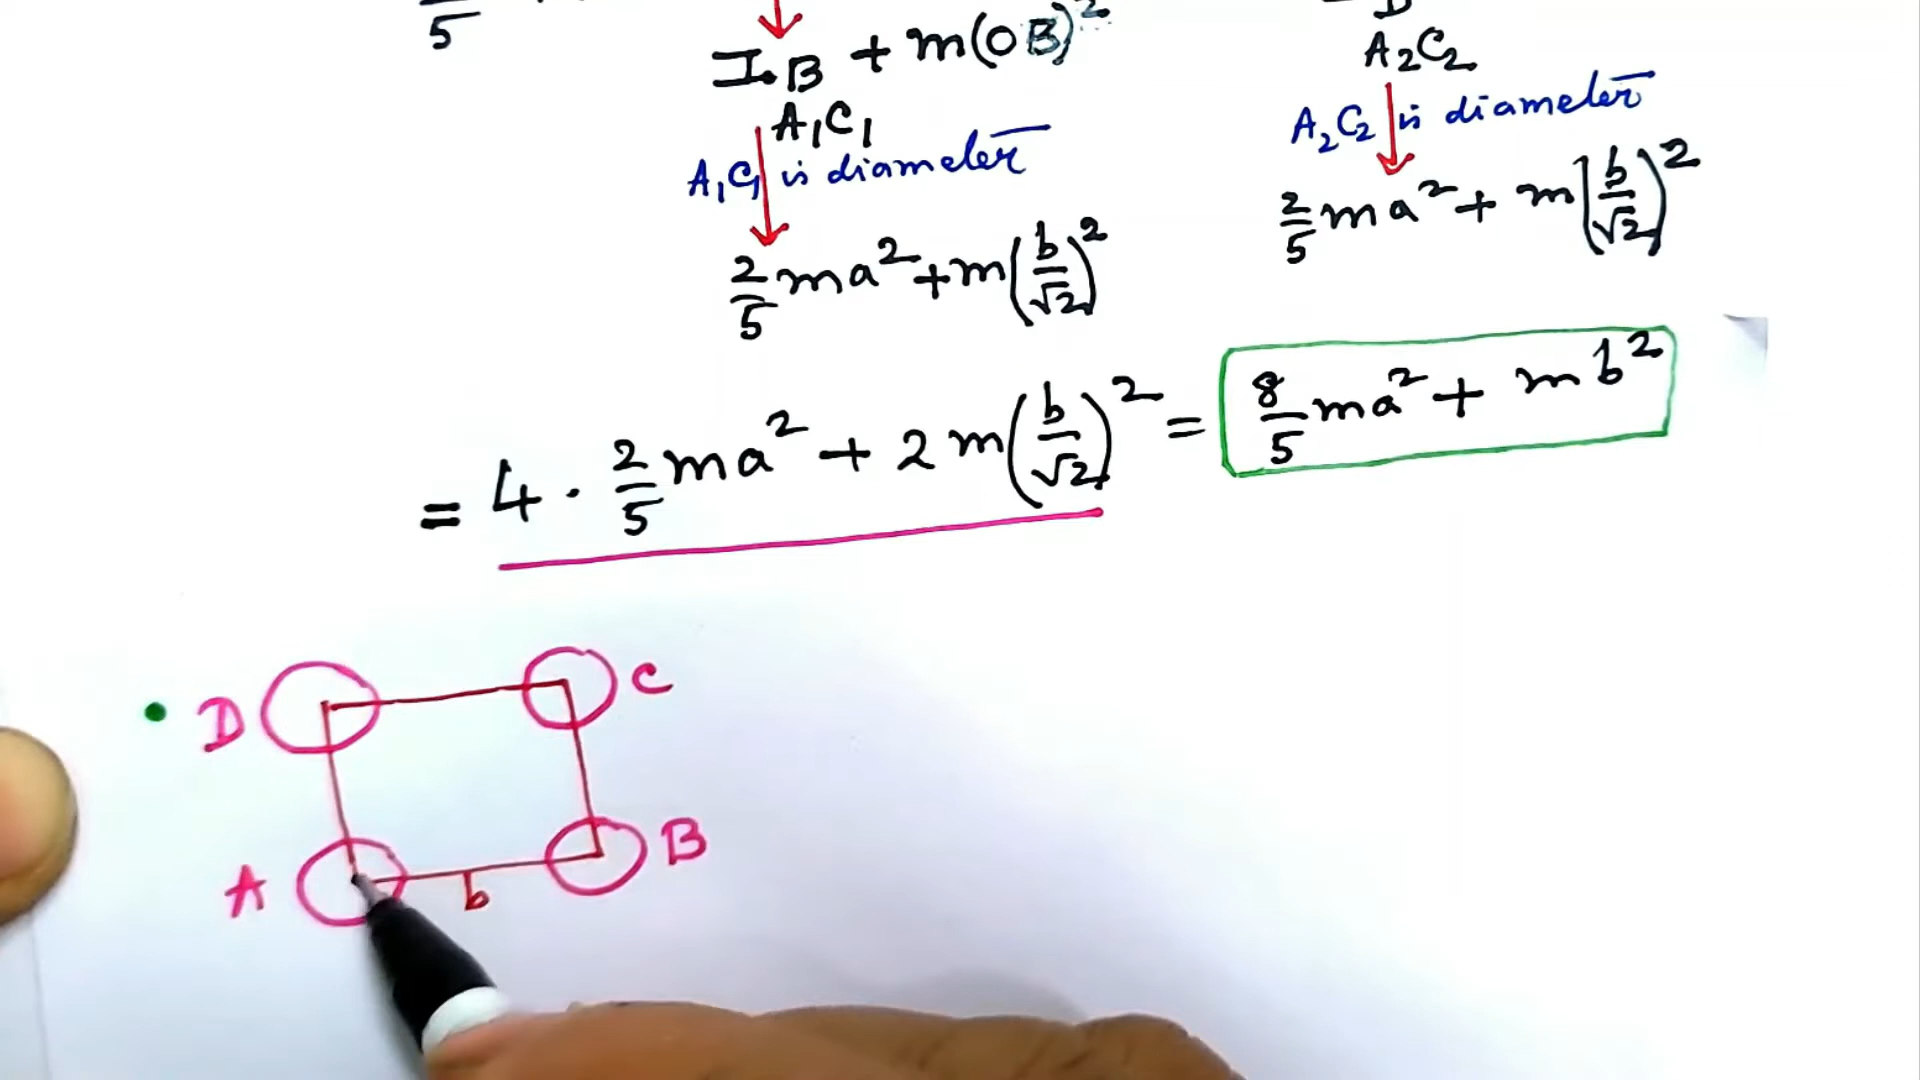 5
I₀B + m(OB)²
A₁C₁
A₁C₁ is diameter
2/5 ma² + m(b/√2)²
D
A₂C₂
A₂C₂ is diameter
2/5 ma² + m(b/√2)²
= 4 · 2/5 ma² + 2m(b/√2)² = 8/5 ma² + mb²
D C
A b B